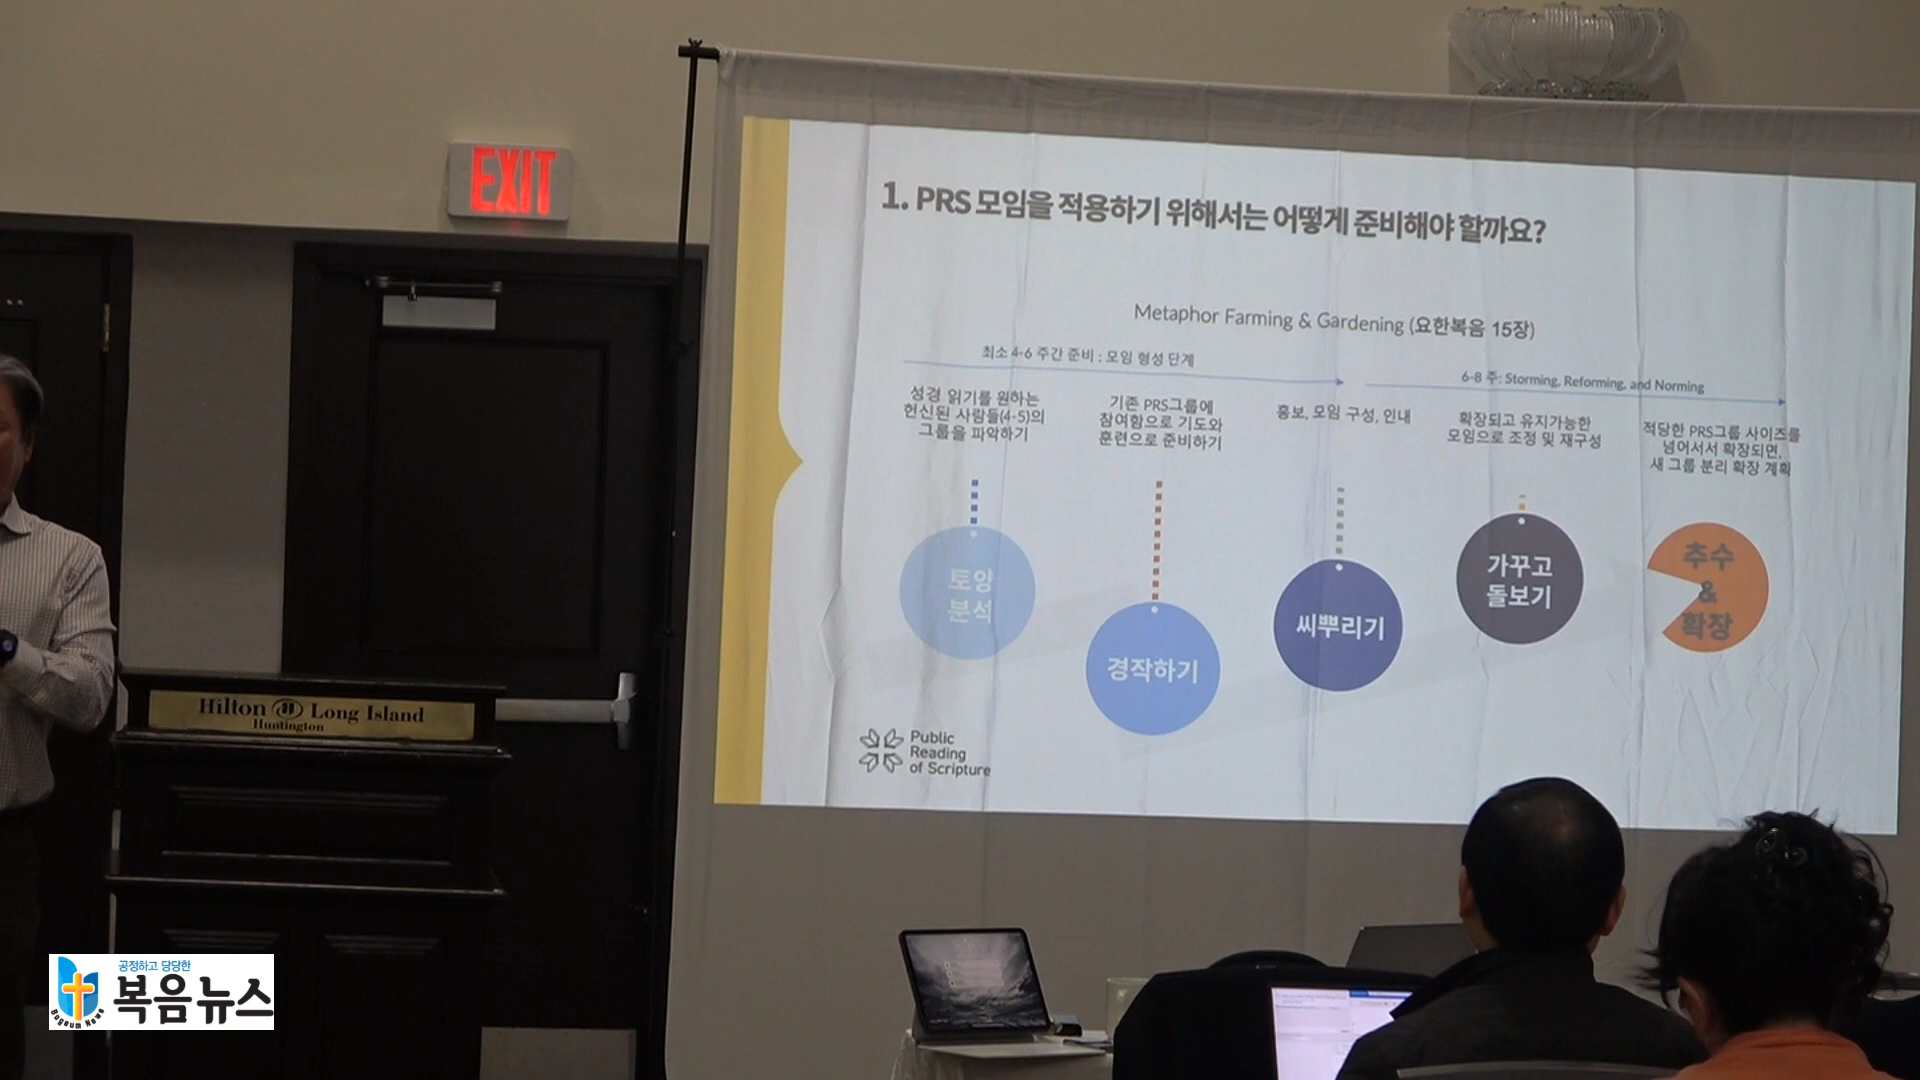 EXIT
1. PRS 모임을 적용하기 위해서는 어떻게 준비해야 할까요?
Metaphor Farming & Gardening (요한복음 15장)
최소 4-6 주간 준비 : 모임 형성 단계
6-8 주: Storming, Reforming, and Norming
성경 읽기를 원하는
헌신된 사람들(4-5)의
그룹을 파악하기
기존 PRS그룹에
참여함으로 기도와
훈련으로 준비하기
홍보, 모임 구성, 인내
확장되고 유지가능한
모임으로 조정 및 재구성
적당한 PRS그룹 사이즈를
넘어서서 확장되면,
새 그룹 분리 확장 계획
토양
분석
경작하기
씨뿌리기
가꾸고
돌보기
추수
&
확장
Public
Reading
of Scripture
Hilton H Long Island
Huntington
공정하고 당당한
복음뉴스
Bogeum News